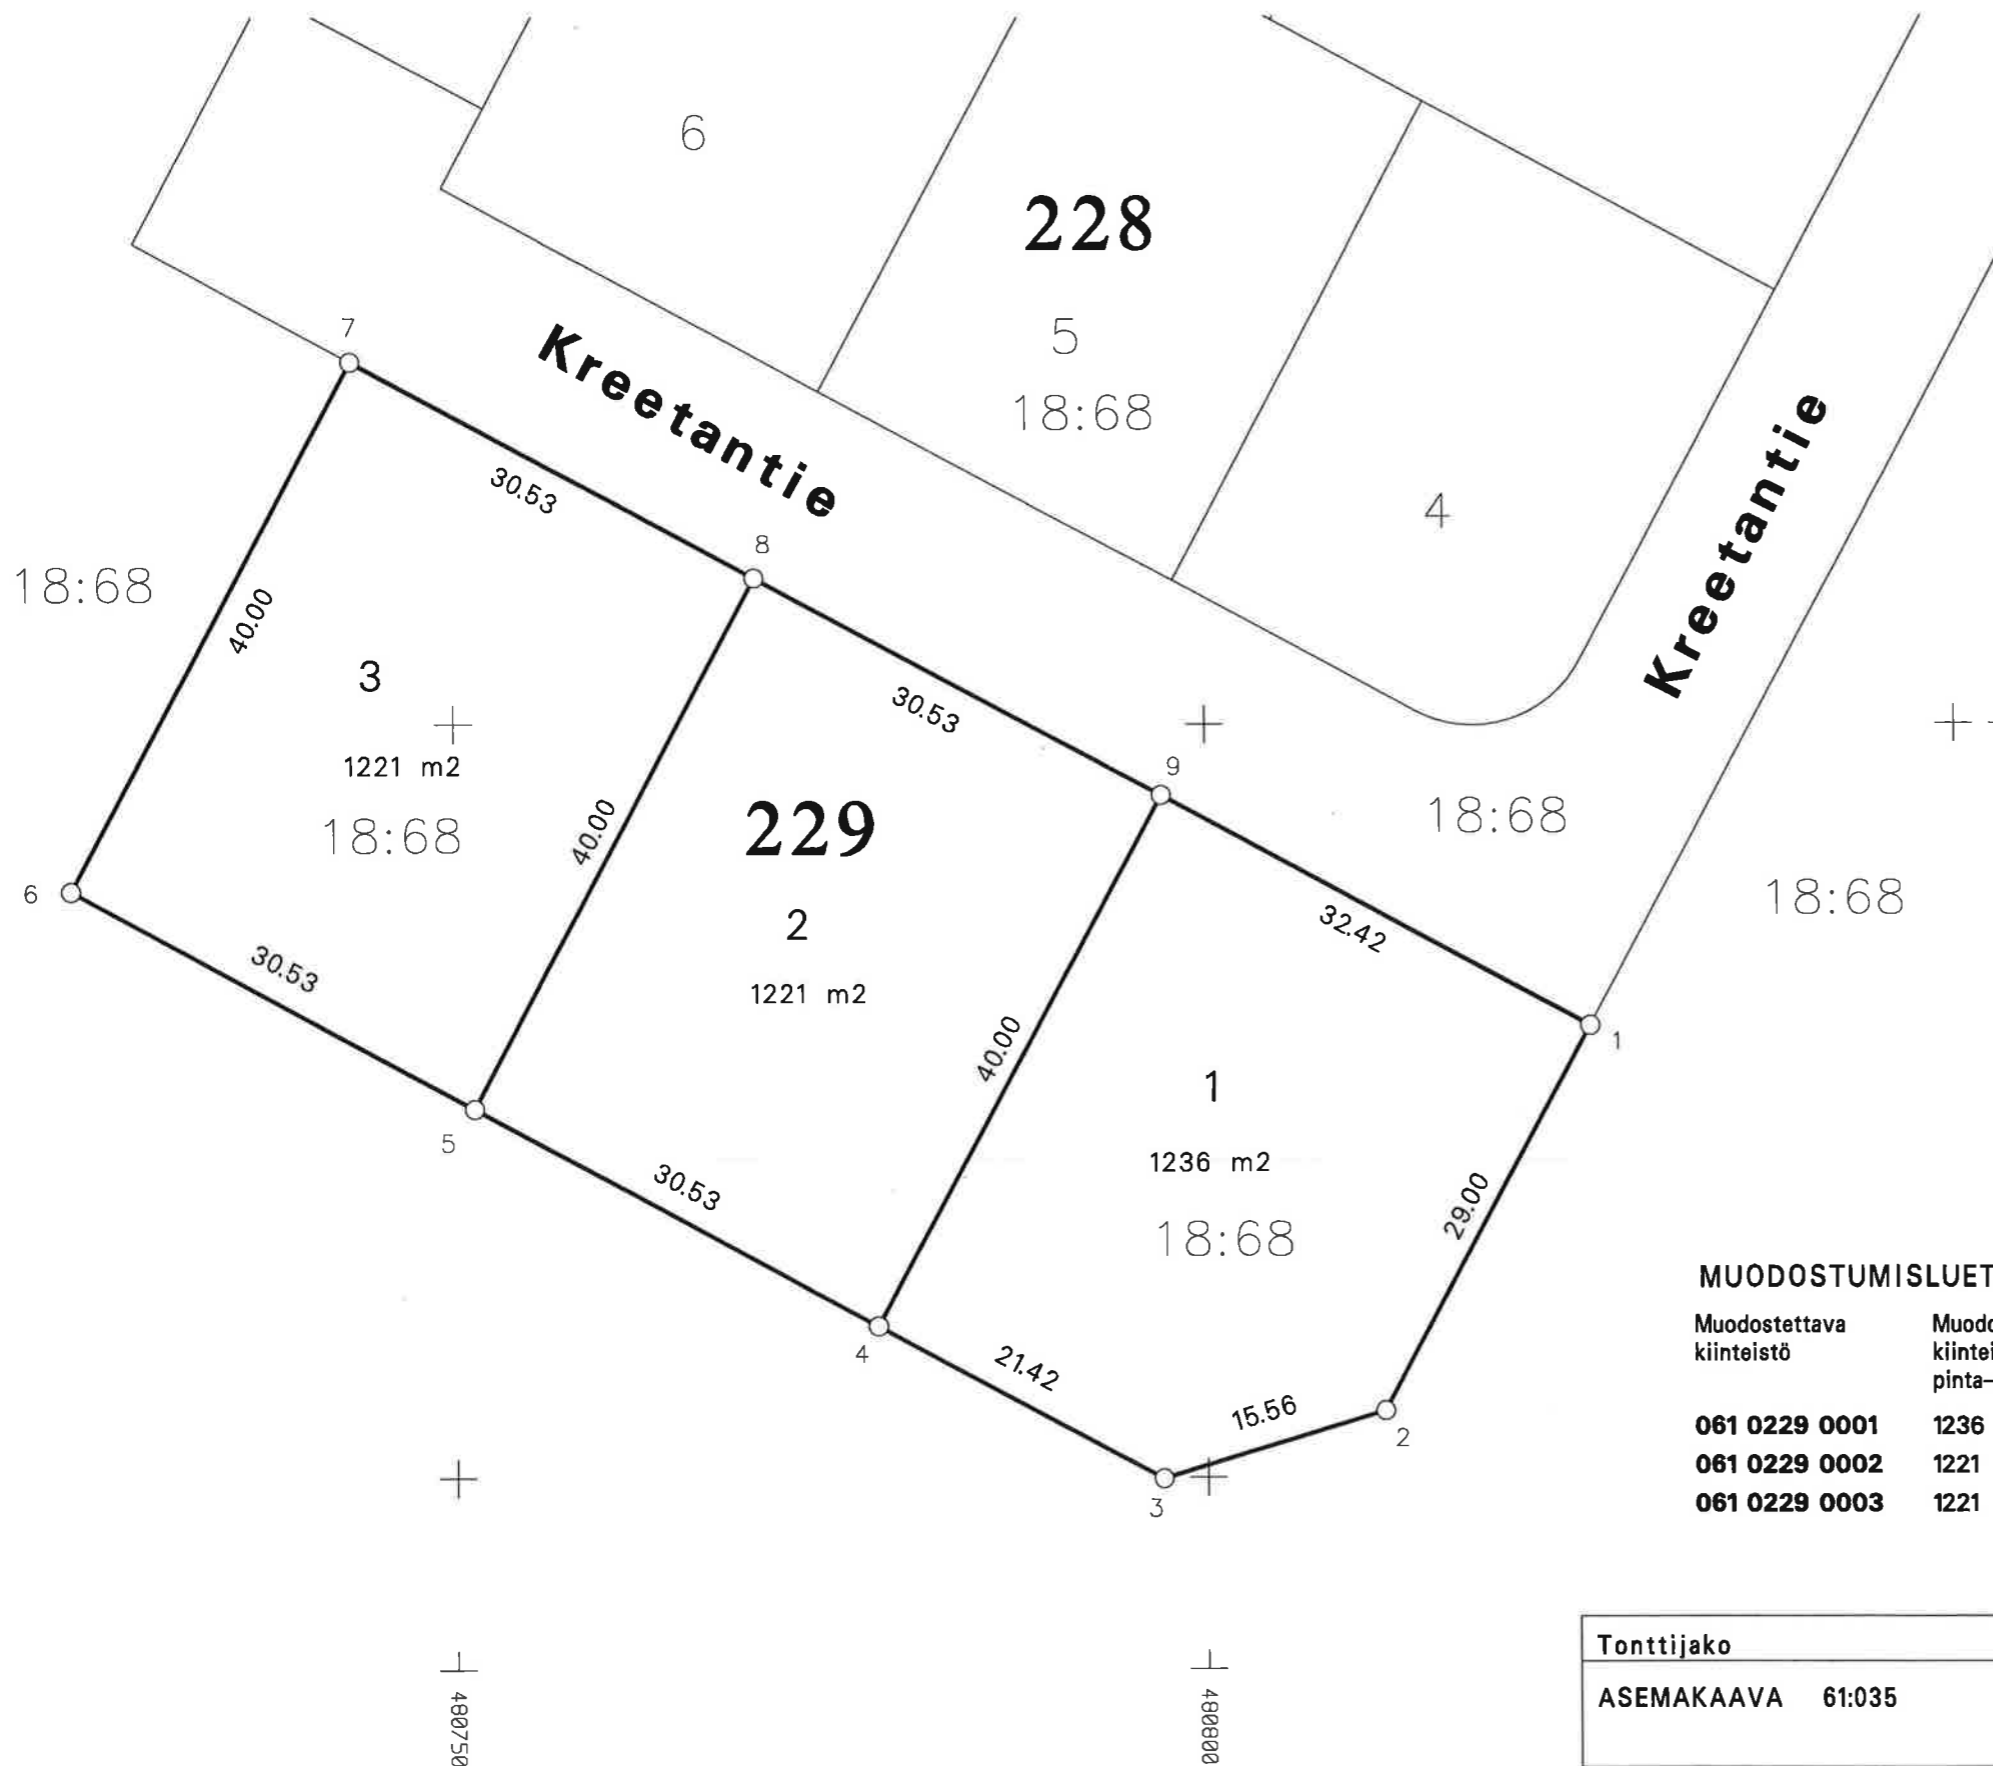 6
228
5
18:68
4
Kreetantie
Kreetantie
7
30.53
8
18:68
40.00
3
1221 m2
18:68
30.53
9
40.00
229
2
1221 m2
18:68
18:68
6
30.53
32.42
1
40.00
1
1236 m2
18:68
29.00
5
30.53
4
21.42
15.56
2
3
MUODOSTUMISLUET
Muodostettava
kiinteistö
Muodo
kiintei
pinta-
061 0229 0001 1236
061 0229 0002 1221
061 0229 0003 1221
Tonttijako
ASEMAKAAVA 61:035
480750
480800